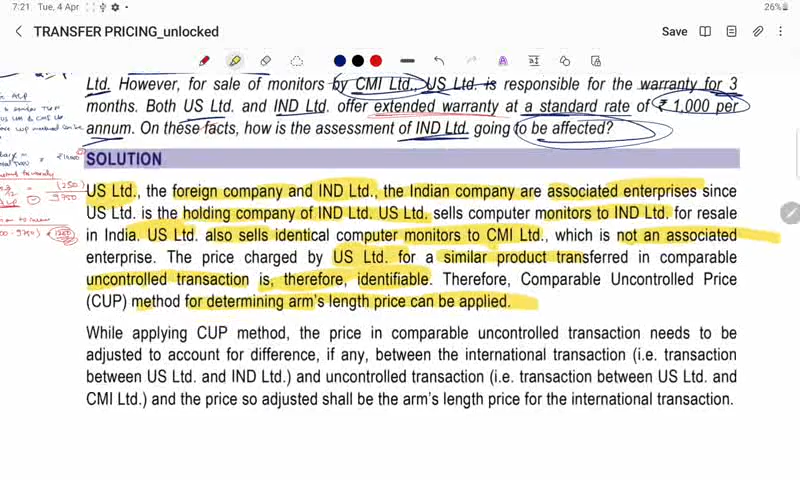 7:21 Tue, 4 Apr
26%
TRANSFER PRICING_unlocked
Save
Ltd. However, for sale of monitors by CMI Ltd., US Ltd. is responsible for the warranty for 3
months. Both US Ltd. and IND Ltd. offer extended warranty at a standard rate of ₹ 1,000 per
annum. On these facts, how is the assessment of IND Ltd. going to be affected?
SOLUTION
US Ltd., the foreign company and IND Ltd., the Indian company are associated enterprises since
US Ltd. is the holding company of IND Ltd. US Ltd. sells computer monitors to IND Ltd. for resale
in India. US Ltd. also sells identical computer monitors to CMI Ltd., which is not an associated
enterprise. The price charged by US Ltd. for a similar product transferred in comparable
uncontrolled transaction is, therefore, identifiable. Therefore, Comparable Uncontrolled Price
(CUP) method for determining arm's length price can be applied.
While applying CUP method, the price in comparable uncontrolled transaction needs to be
adjusted to account for difference, if any, between the international transaction (i.e. transaction
between US Ltd. and IND Ltd.) and uncontrolled transaction (i.e. transaction between US Ltd. and
CMI Ltd.) and the price so adjusted shall be the arm's length price for the international transaction.
(250)
9750